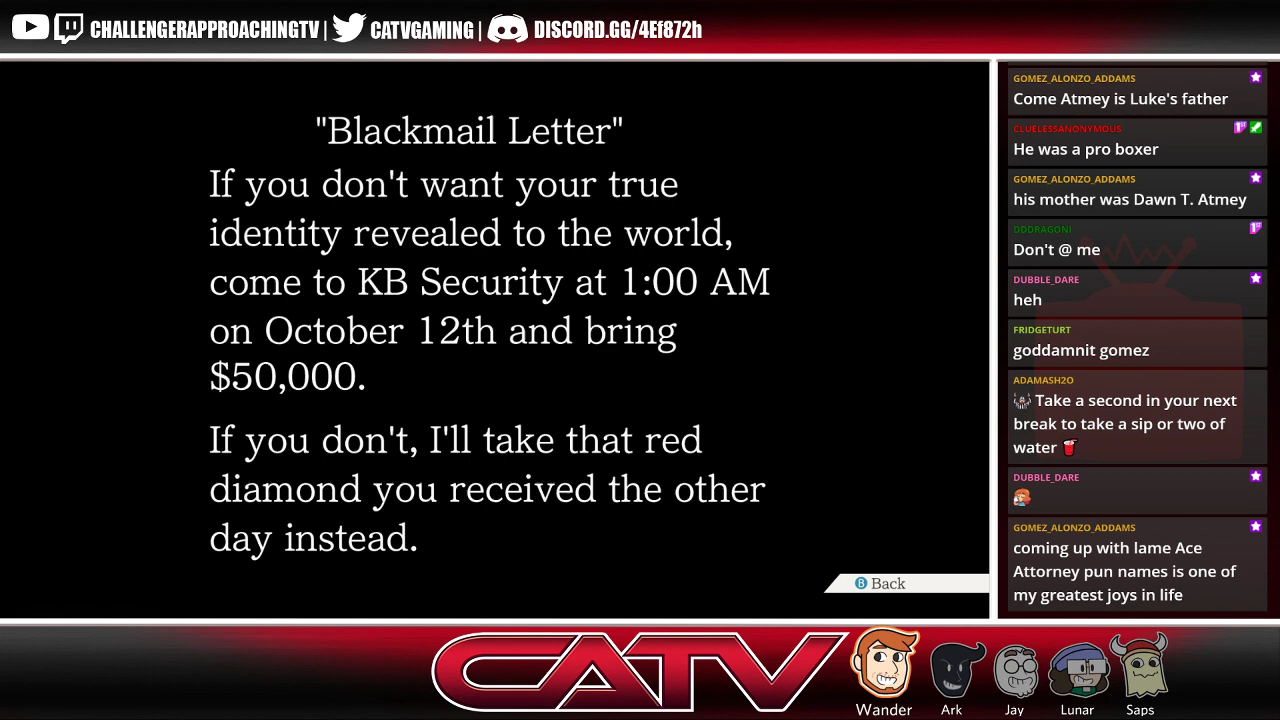 CHALLENGERAPPROACHINGTV | CATVGAMING | DISCORD.GG/4Ef872h
"Blackmail Letter"
If you don't want your true
identity revealed to the world,
come to KB Security at 1:00 AM
on October 12th and bring
$50,000.
If you don't, I'll take that red
diamond you received the other
day instead.
B Back
GOMEZ_ALONZO_ADDAMS
Come Atmey is Luke's father
CLUELESSANONYMOUS
He was a pro boxer
GOMEZ_ALONZO_ADDAMS
his mother was Dawn T. Atmey
DDDRAGONI
Don't @ me
DUBBLE_DARE
heh
FRIDGETURT
goddamnit gomez
ADAMASH2O
Take a second in your next
break to take a sip or two of
water
DUBBLE_DARE
GOMEZ_ALONZO_ADDAMS
coming up with lame Ace
Attorney pun names is one of
my greatest joys in life
CATV
Wander
Ark
Jay
Lunar
Saps